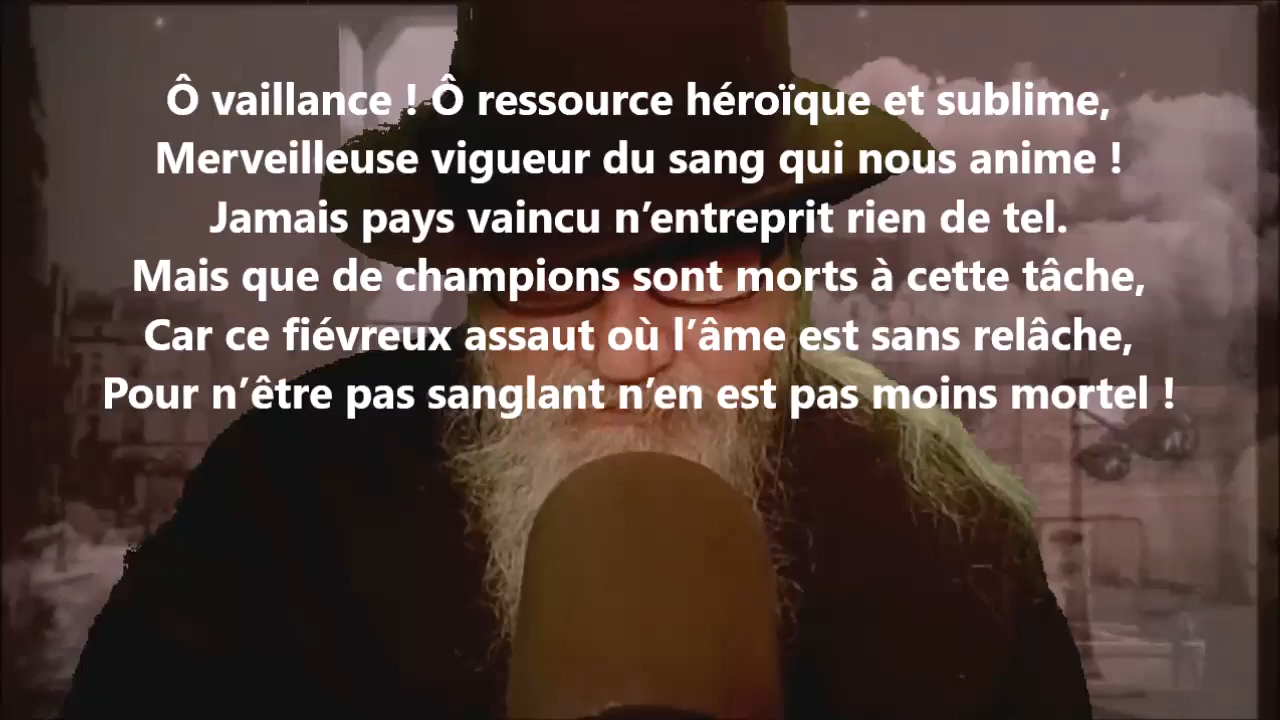 Ô vaillance ! Ô ressource héroïque et sublime,
Merveilleuse vigueur du sang qui nous anime !
Jamais pays vaincu n’entreprit rien de tel.
Mais que de champions sont morts à cette tâche,
Car ce fiévreux assaut où l’âme est sans relâche,
Pour n’être pas sanglant n’en est pas moins mortel !